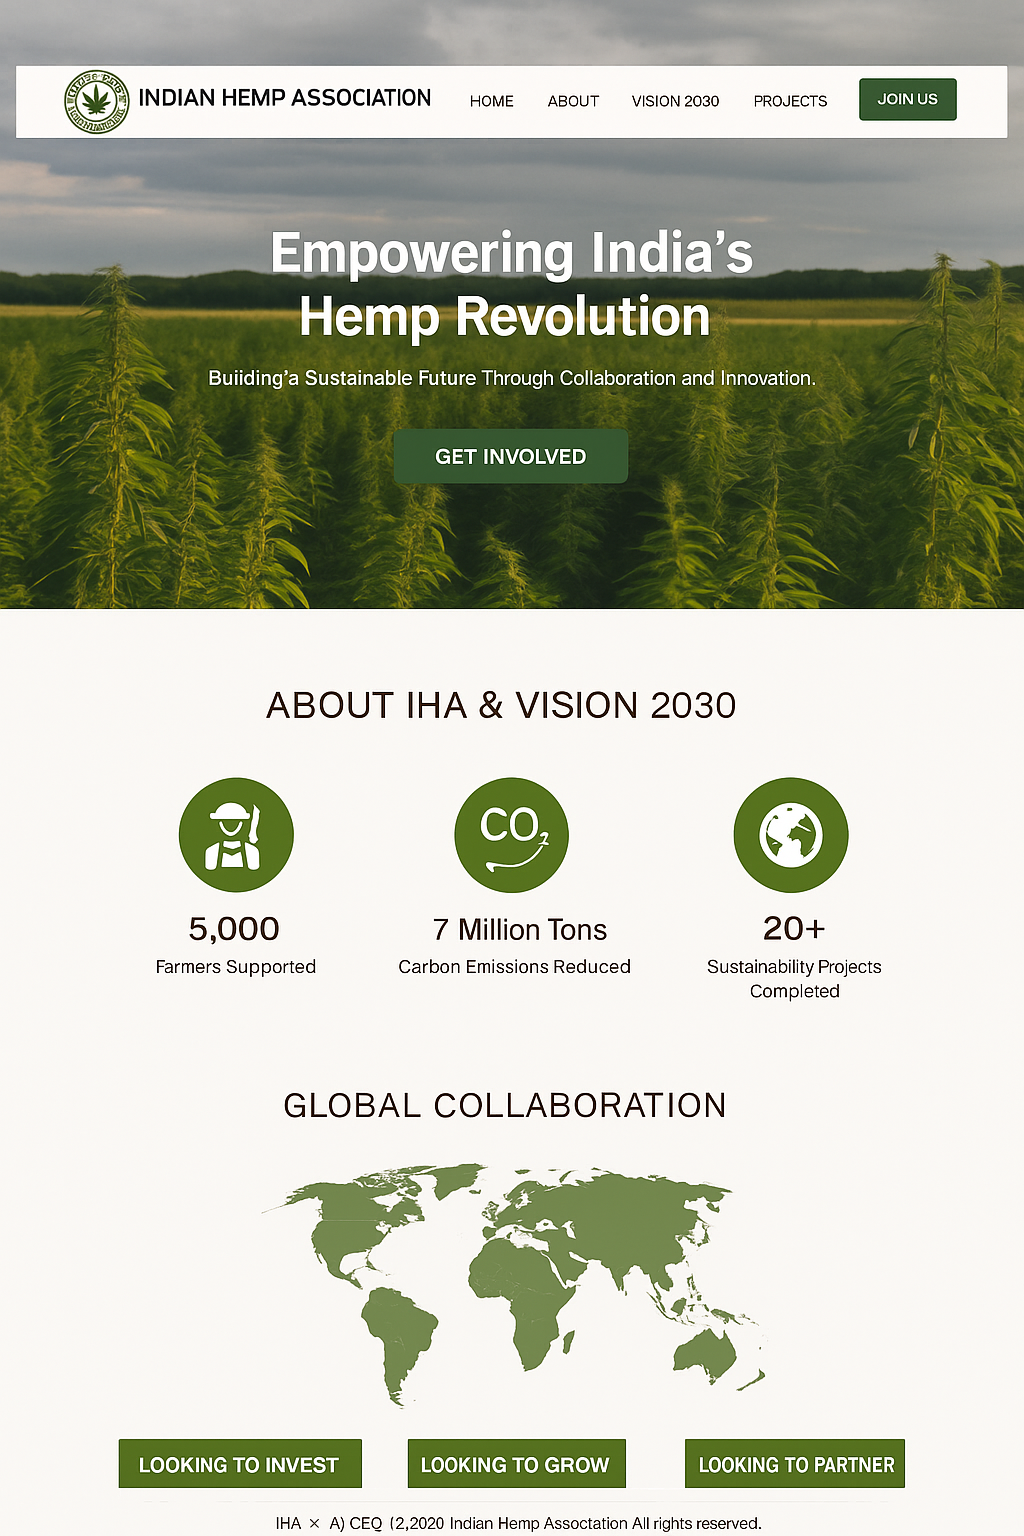 INDIAN HEMP ASSOCIATION
HOME ABOUT VISION 2030 PROJECTS JOIN US
Empowering India's
Hemp Revolution
Buiiding'a Sustainable Future Through Collaboration and Innovation.
GET INVOLVED
ABOUT IHA & VISION 2030
CO2
5,000 7 Million Tons 20+
Farmers Supported Carbon Emissions Reduced Sustainability Projects
Completed
GLOBAL COLLABORATION
LOOKING TO INVEST LOOKING TO GROW LOOKING TO PARTNER
IHA × A) CEQ (2,2020 Indian Hemp Assoctation All rights reserved.